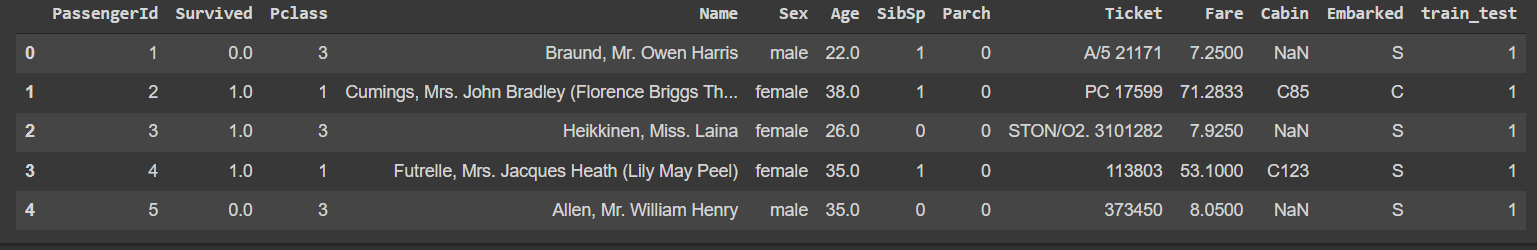 PassengerId Survived Pclass Name Sex Age SibSp Parch Ticket Fare Cabin Embarked train_test
0 1 0.0 3 Braund, Mr. Owen Harris male 22.0 1 0 A/5 21171 7.2500 NaN S 1
1 2 1.0 1 Cumings, Mrs. John Bradley (Florence Briggs Th... female 38.0 1 0 PC 17599 71.2833 C85 C 1
2 3 1.0 3 Heikkinen, Miss. Laina female 26.0 0 0 STON/O2. 3101282 7.9250 NaN S 1
3 4 1.0 1 Futrelle, Mrs. Jacques Heath (Lily May Peel) female 35.0 1 0 113803 53.1000 C123 S 1
4 5 0.0 3 Allen, Mr. William Henry male 35.0 0 0 373450 8.0500 NaN S 1